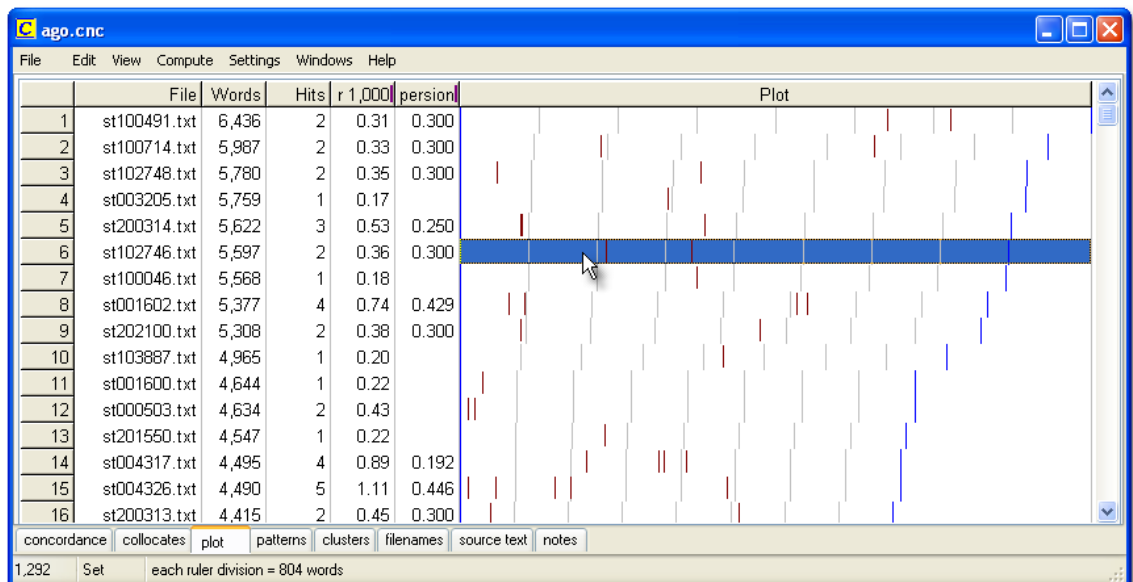 C ago.cnc
File Edit View Compute Settings Windows Help
File Words Hits r 1,000 persion Plot
1 st100491.txt 6,436 2 0.31 0.300
2 st100714.txt 5,987 2 0.33 0.300
3 st102748.txt 5,780 2 0.35 0.300
4 st003205.txt 5,759 1 0.17
5 st200314.txt 5,622 3 0.53 0.250
6 st102746.txt 5,597 2 0.36 0.300
7 st100046.txt 5,568 1 0.18
8 st001602.txt 5,377 4 0.74 0.429
9 st202100.txt 5,308 2 0.38 0.300
10 st103887.txt 4,965 1 0.20
11 st001600.txt 4,644 1 0.22
12 st000503.txt 4,634 2 0.43
13 st201550.txt 4,547 1 0.22
14 st004317.txt 4,495 4 0.89 0.192
15 st004326.txt 4,490 5 1.11 0.446
16 st200313.txt 4,415 2 0.45 0.300
concordance collocates plot patterns clusters filenames source text notes
1,292 Set each ruler division = 804 words